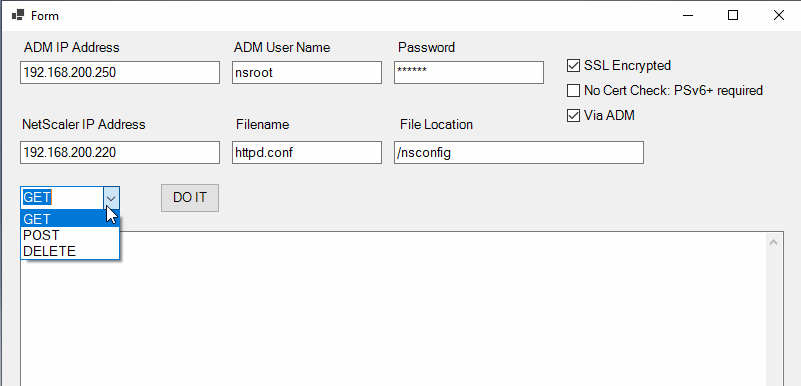 Form
ADM IP Address ADM User Name Password
192.168.200.250 nsroot ******
SSL Encrypted
No Cert Check: PSv6+ required
Via ADM
NetScaler IP Address Filename File Location
192.168.200.220 httpd.conf /nsconfig
GET DO IT
GET
POST
DELETE